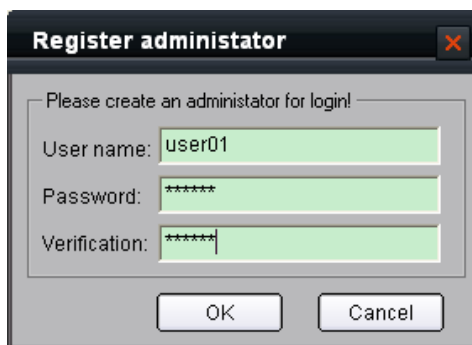 Register administator
Please create an administator for login!
User name: user01
Password: ******
Verification: ******
OK Cancel